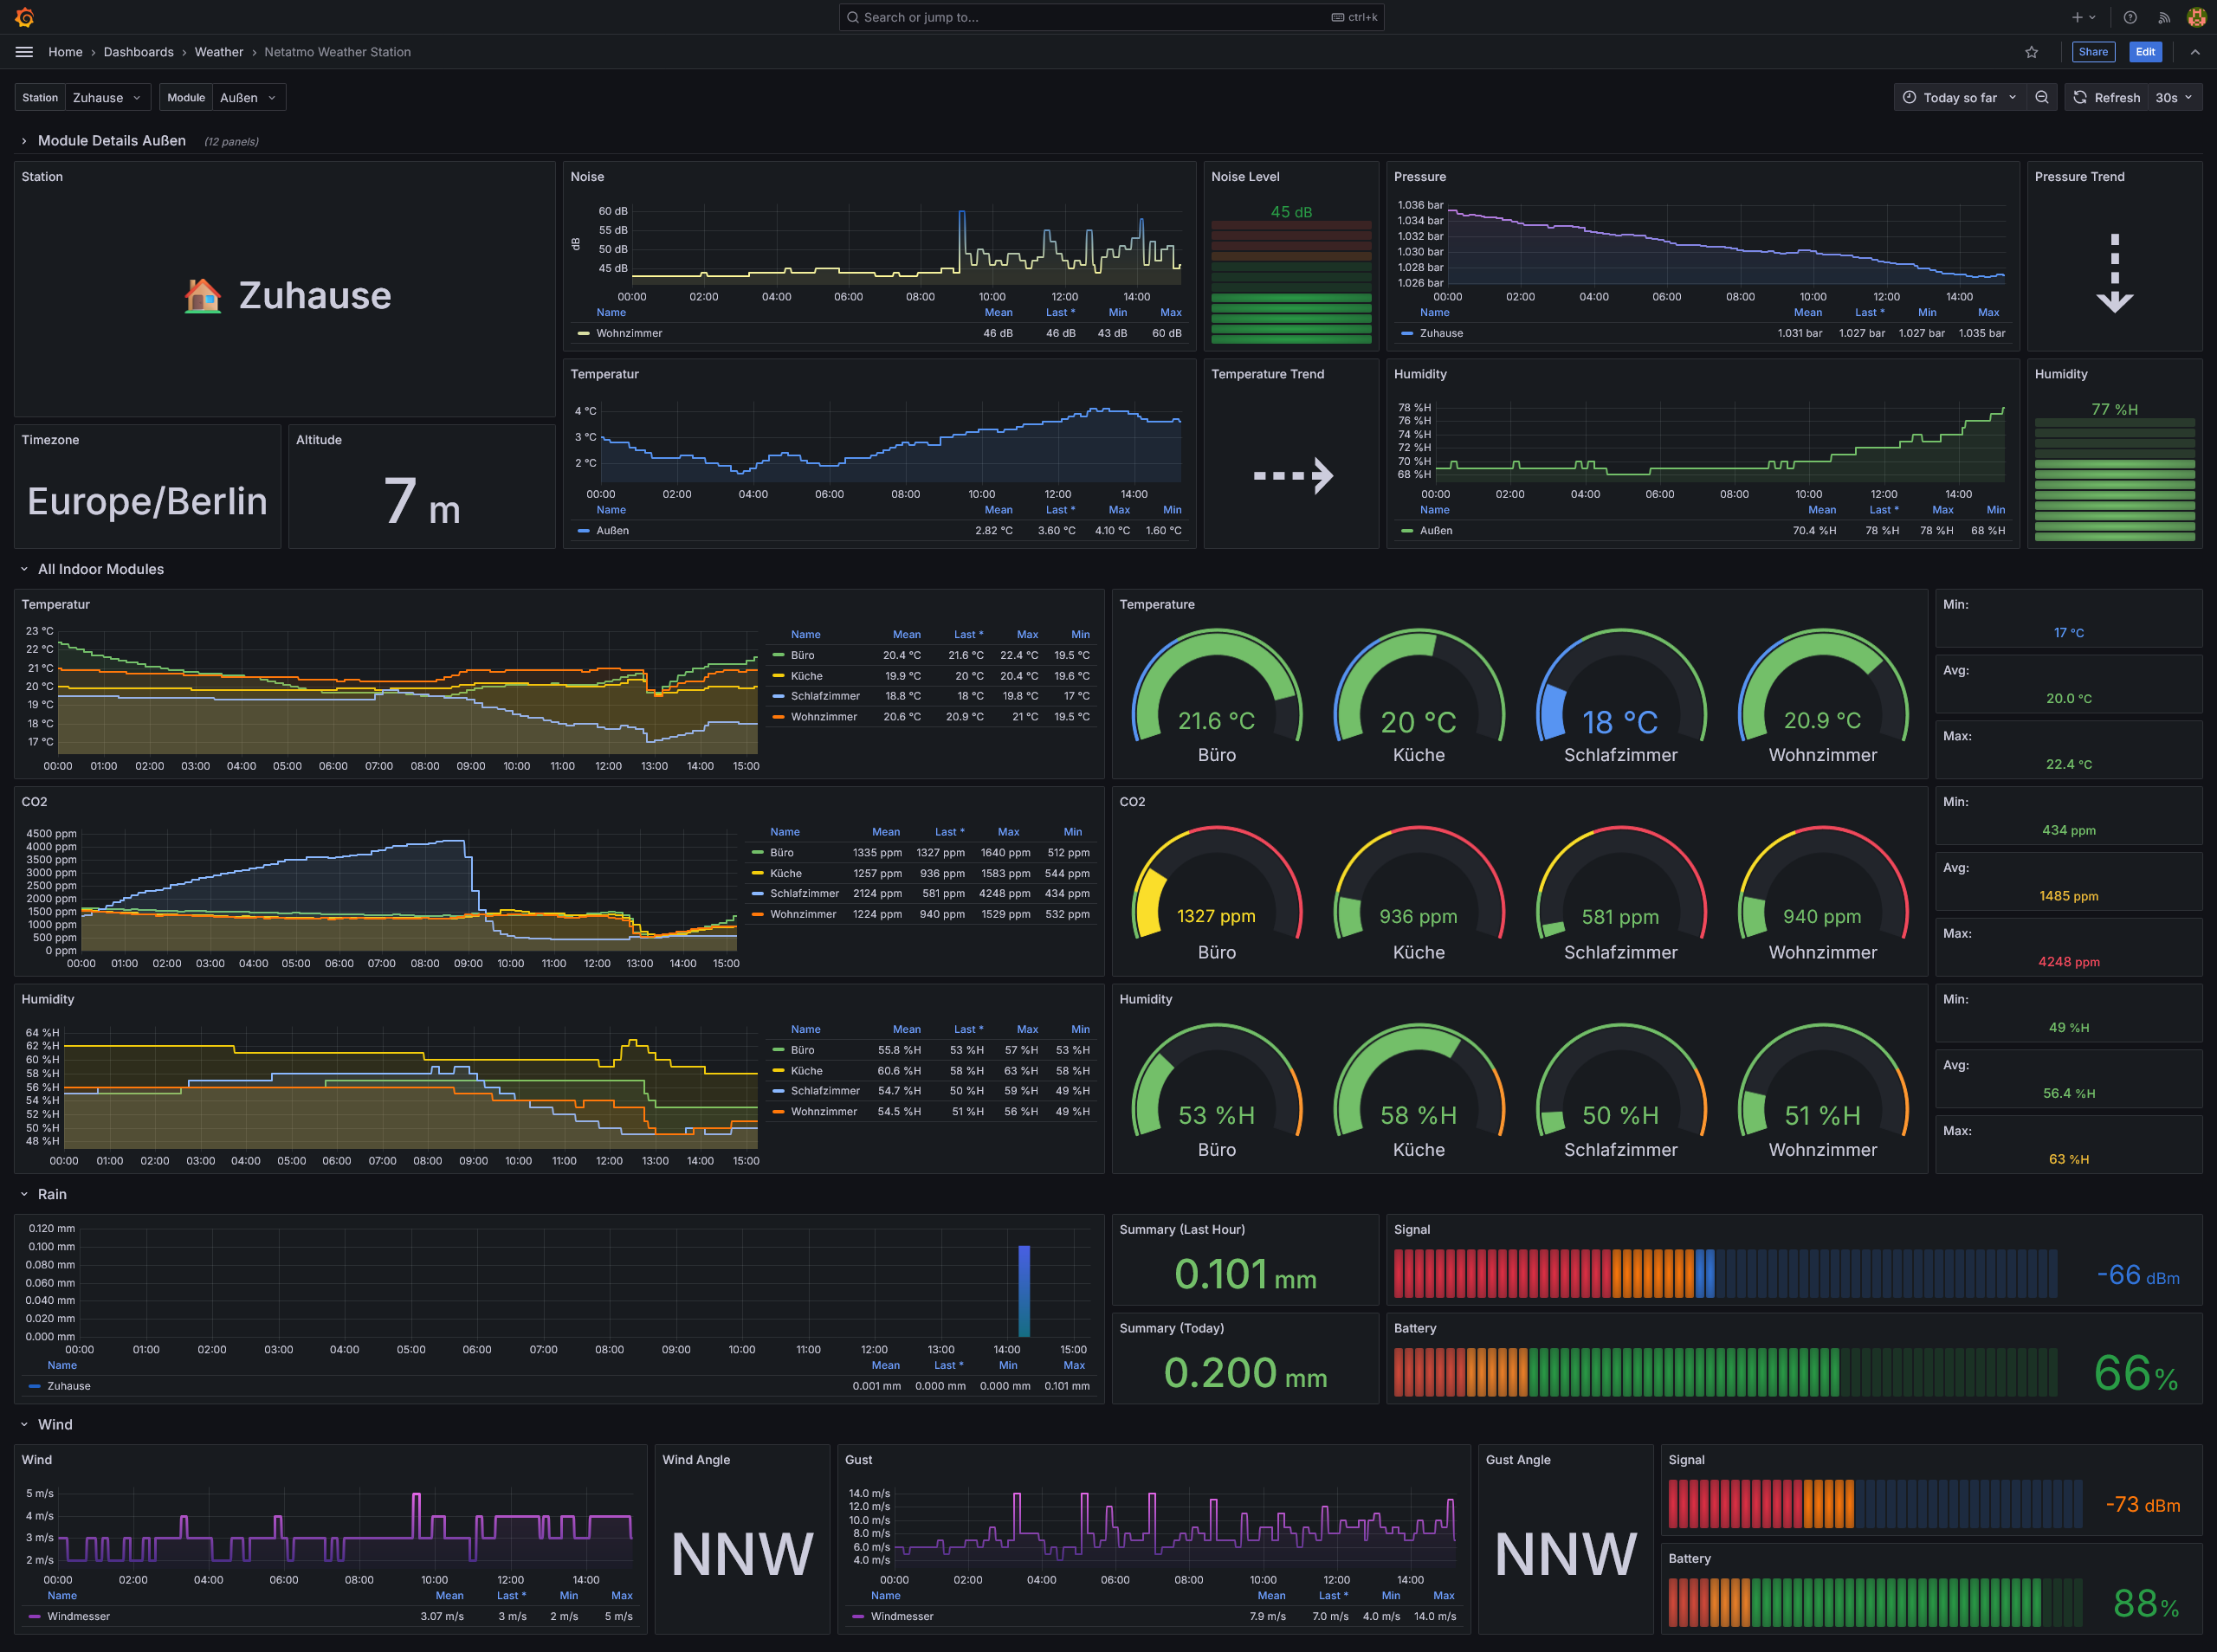 Search or jump to...
ctrl+k
Home › Dashboards › Weather › Netatmo Weather Station
Share
Edit
Station Zuhause
Module Außen
Today so far
Refresh 30s
Module Details Außen (12 panels)
Station
Zuhause
Timezone
Europe/Berlin
Altitude
7 m
Noise
dB
60 dB
55 dB
50 dB
45 dB
00:00 02:00 04:00 06:00 08:00 10:00 12:00 14:00
Name Mean Last * Min Max
Wohnzimmer 46 dB 46 dB 43 dB 60 dB
Noise Level
45 dB
Pressure
1.036 bar
1.034 bar
1.032 bar
1.030 bar
1.028 bar
1.026 bar
00:00 02:00 04:00 06:00 08:00 10:00 12:00 14:00
Name Mean Last * Min Max
Zuhause 1.031 bar 1.027 bar 1.027 bar 1.035 bar
Pressure Trend
Temperatur
4 °C
3 °C
2 °C
00:00 02:00 04:00 06:00 08:00 10:00 12:00 14:00
Name Mean Last * Max Min
Außen 2.82 °C 3.60 °C 4.10 °C 1.60 °C
Temperature Trend
Humidity
78 %H
76 %H
74 %H
72 %H
70 %H
68 %H
00:00 02:00 04:00 06:00 08:00 10:00 12:00 14:00
Name Mean Last * Max Min
Außen 70.4 %H 78 %H 78 %H 68 %H
Humidity
77 %H
All Indoor Modules
Temperatur
23 °C
22 °C
21 °C
20 °C
19 °C
18 °C
17 °C
00:00 01:00 02:00 03:00 04:00 05:00 06:00 07:00 08:00 09:00 10:00 11:00 12:00 13:00 14:00 15:00
Name Mean Last * Max Min
Büro 20.4 °C 21.6 °C 22.4 °C 19.5 °C
Küche 19.9 °C 20 °C 20.4 °C 19.6 °C
Schlafzimmer 18.8 °C 18 °C 19.8 °C 17 °C
Wohnzimmer 20.6 °C 20.9 °C 21 °C 19.5 °C
Temperature
21.6 °C 20 °C 18 °C 20.9 °C
Büro Küche Schlafzimmer Wohnzimmer
Min:
17 °C
Avg:
20.0 °C
Max:
22.4 °C
CO2
4500 ppm
4000 ppm
3500 ppm
3000 ppm
2500 ppm
2000 ppm
1500 ppm
1000 ppm
500 ppm
0 ppm
00:00 01:00 02:00 03:00 04:00 05:00 06:00 07:00 08:00 09:00 10:00 11:00 12:00 13:00 14:00 15:00
Name Mean Last * Max Min
Büro 1335 ppm 1327 ppm 1640 ppm 512 ppm
Küche 1257 ppm 936 ppm 1583 ppm 544 ppm
Schlafzimmer 2124 ppm 581 ppm 4248 ppm 434 ppm
Wohnzimmer 1224 ppm 940 ppm 1529 ppm 532 ppm
CO2
1327 ppm 936 ppm 581 ppm 940 ppm
Büro Küche Schlafzimmer Wohnzimmer
Min:
434 ppm
Avg:
1485 ppm
Max:
4248 ppm
Humidity
64 %H
62 %H
60 %H
58 %H
56 %H
54 %H
52 %H
50 %H
48 %H
00:00 01:00 02:00 03:00 04:00 05:00 06:00 07:00 08:00 09:00 10:00 11:00 12:00 13:00 14:00 15:00
Name Mean Last * Max Min
Büro 55.8 %H 53 %H 57 %H 53 %H
Küche 60.6 %H 58 %H 63 %H 58 %H
Schlafzimmer 54.7 %H 50 %H 59 %H 49 %H
Wohnzimmer 54.5 %H 51 %H 56 %H 49 %H
Humidity
53 %H 58 %H 50 %H 51 %H
Büro Küche Schlafzimmer Wohnzimmer
Min:
49 %H
Avg:
56.4 %H
Max:
63 %H
Rain
0.120 mm
0.100 mm
0.080 mm
0.060 mm
0.040 mm
0.020 mm
0.000 mm
00:00 01:00 02:00 03:00 04:00 05:00 06:00 07:00 08:00 09:00 10:00 11:00 12:00 13:00 14:00 15:00
Name Mean Last * Min Max
Zuhause 0.001 mm 0.000 mm 0.000 mm 0.101 mm
Summary (Last Hour)
0.101 mm
Summary (Today)
0.200 mm
Signal
-66 dBm
Battery
66%
Wind
Wind
5 m/s
4 m/s
3 m/s
2 m/s
00:00 02:00 04:00 06:00 08:00 10:00 12:00 14:00
Name Mean Last * Min Max
Windmesser 3.07 m/s 3 m/s 2 m/s 5 m/s
Wind Angle
NNW
Gust
14.0 m/s
12.0 m/s
10.0 m/s
8.0 m/s
6.0 m/s
4.0 m/s
00:00 02:00 04:00 06:00 08:00 10:00 12:00 14:00
Name Mean Last * Min Max
Windmesser 7.9 m/s 7.0 m/s 4.0 m/s 14.0 m/s
Gust Angle
NNW
Signal
-73 dBm
Battery
88%